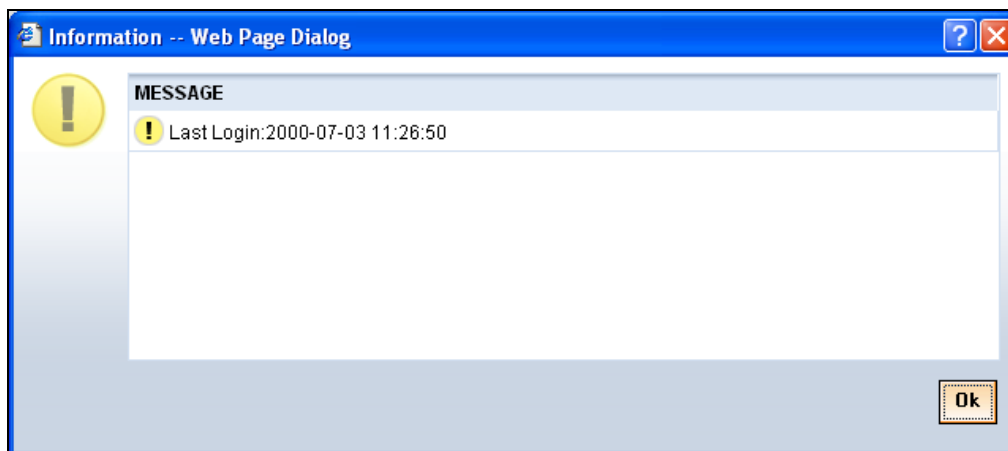 Information -- Web Page Dialog
MESSAGE
Last Login:2000-07-03 11:26:50
Ok